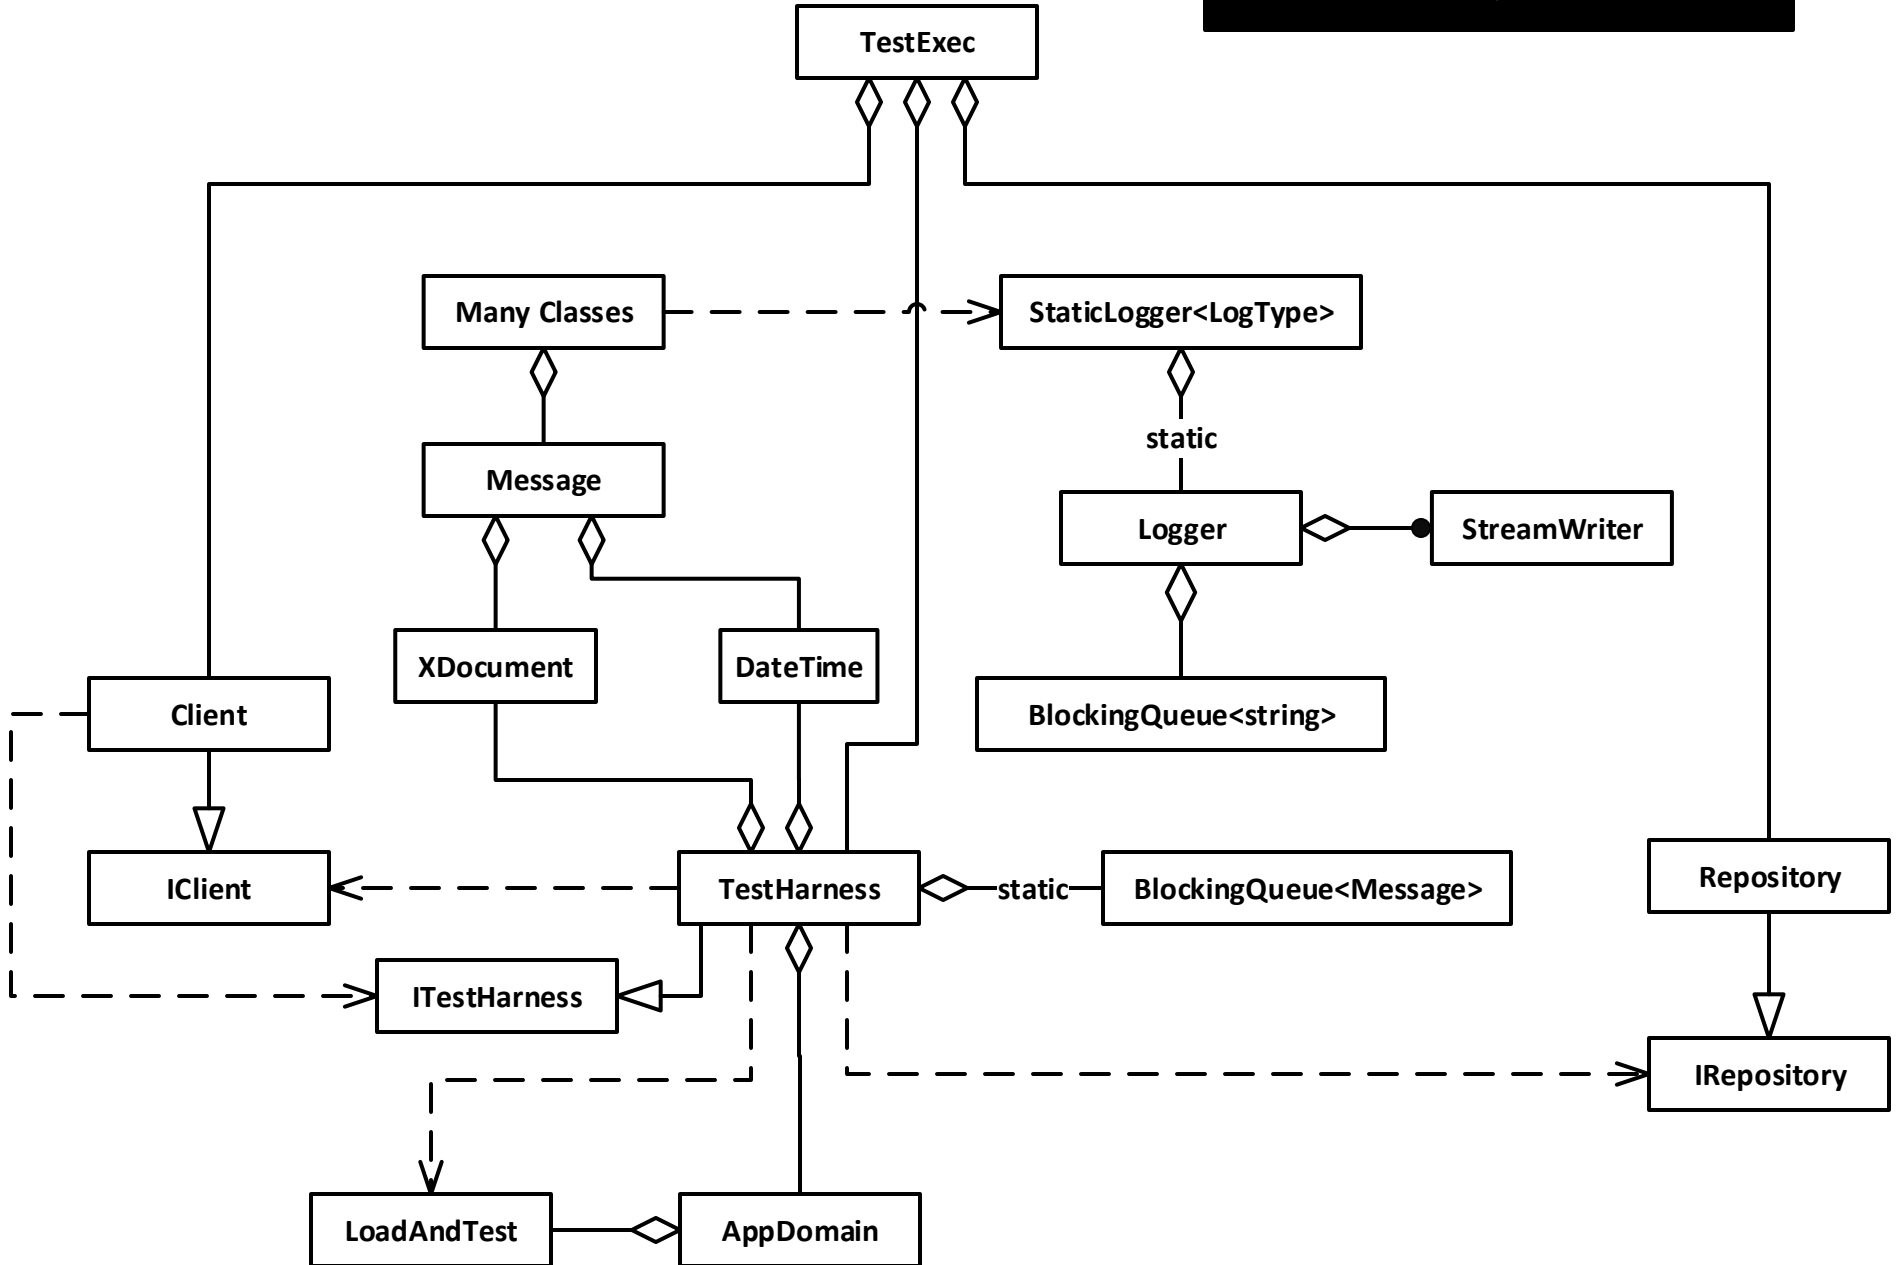 TestExec
Many Classes
StaticLogger<LogType>
static
Message
Logger
StreamWriter
XDocument
DateTime
Client
BlockingQueue<string>
IClient
TestHarness
static
BlockingQueue<Message>
Repository
ITestHarness
IRepository
LoadAndTest
AppDomain